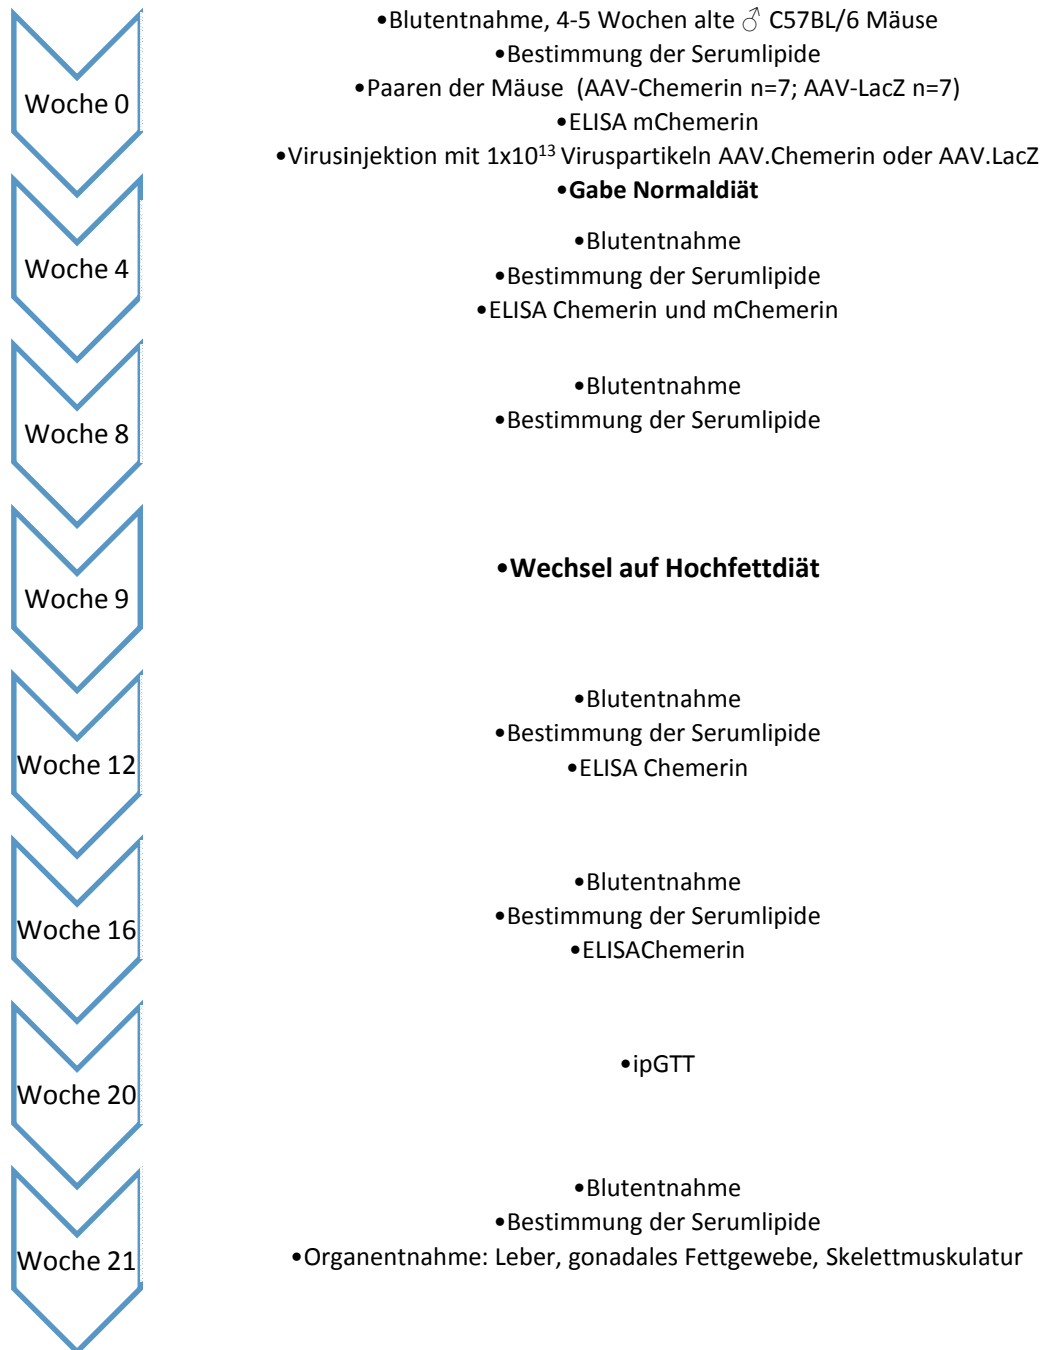 •Blutentnahme, 4-5 Wochen alte ♂ C57BL/6 Mäuse
•Bestimmung der Serumlipide
Woche 0
•Paaren der Mäuse (AAV-Chemerin n=7; AAV-LacZ n=7)
•ELISA mChemerin
•Virusinjektion mit 1x10¹³ Viruspartikeln AAV.Chemerin oder AAV.LacZ
•Gabe Normaldiät
Woche 4
•Blutentnahme
•Bestimmung der Serumlipide
•ELISA Chemerin und mChemerin
Woche 8
•Blutentnahme
•Bestimmung der Serumlipide
Woche 9
•Wechsel auf Hochfettdiät
Woche 12
•Blutentnahme
•Bestimmung der Serumlipide
•ELISA Chemerin
Woche 16
•Blutentnahme
•Bestimmung der Serumlipide
•ELISAChemerin
Woche 20
•ipGTT
Woche 21
•Blutentnahme
•Bestimmung der Serumlipide
•Organentnahme: Leber, gonadales Fettgewebe, Skelettmuskulatur